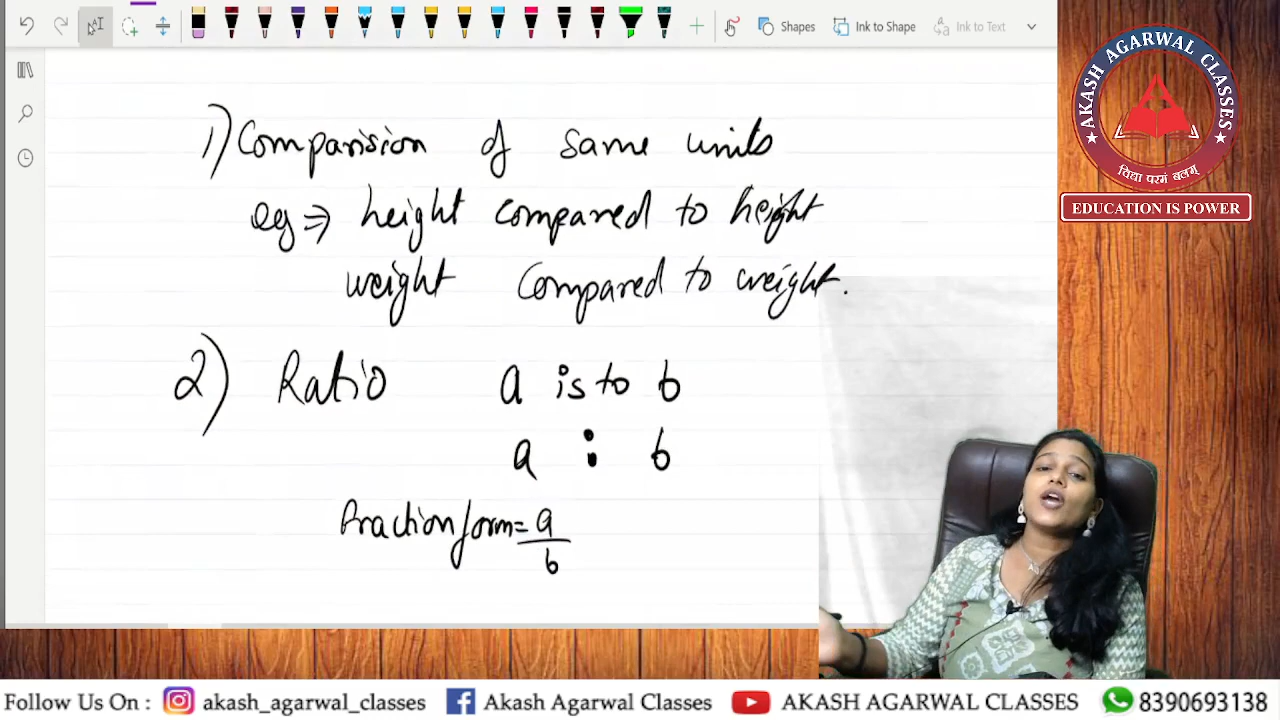 Shapes Ink to Shape Ink to Text
AKASH AGARWAL CLASSES
विद्या परमं बलम्
EDUCATION IS POWER
1) Comparision of same units
eg ⇒ height compared to height
weight compared to weight.
2) Ratio a is to b
a : b
Fraction form = a/b
Follow Us On : akash_agarwal_classes Akash Agarwal Classes AKASH AGARWAL CLASSES 8390693138